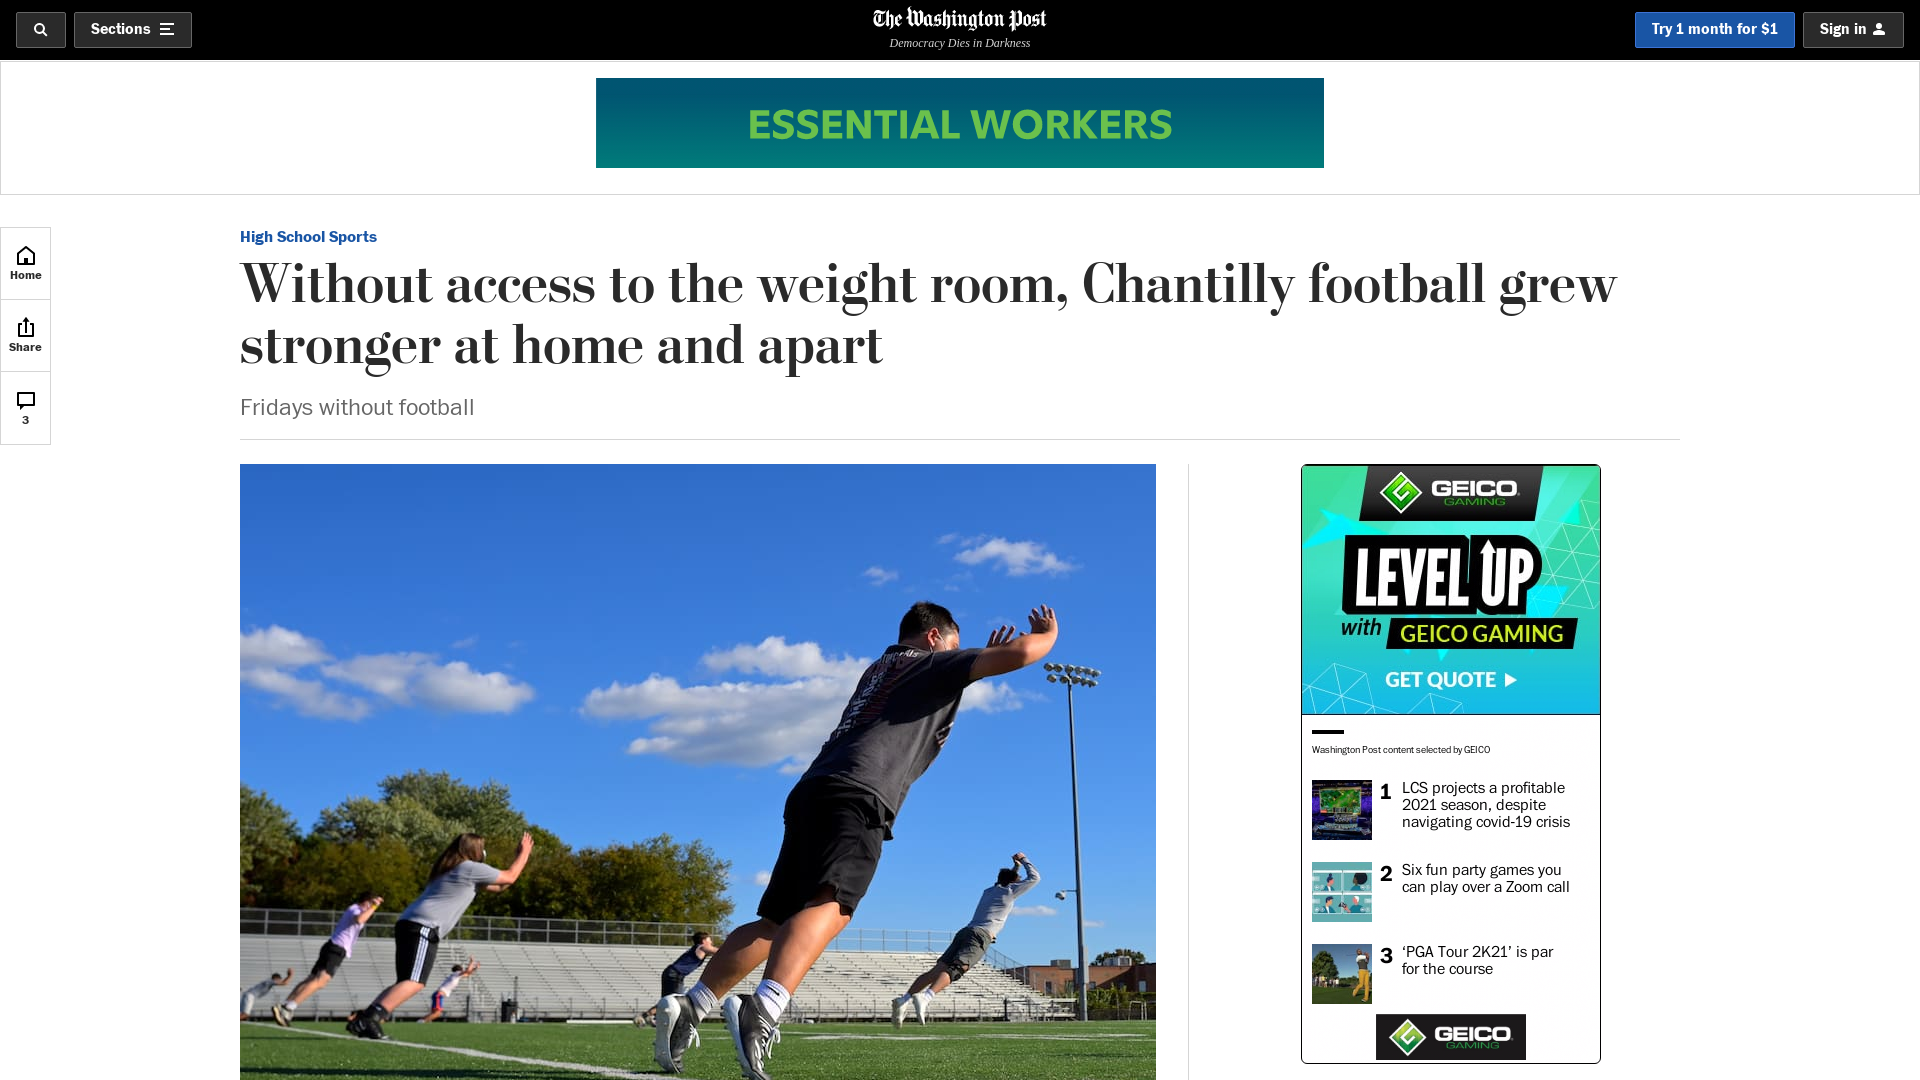 Sections
The Washington Post
Democracy Dies in Darkness
Try 1 month for $1
Sign in
ESSENTIAL WORKERS
Home
Share
3
High School Sports
Without access to the weight room, Chantilly football grew
stronger at home and apart
Fridays without football
GEICO
GAMING
LEVEL UP
with GEICO GAMING
GET QUOTE
Washington Post content selected by GEICO
1 LCS projects a profitable
2021 season, despite
navigating covid-19 crisis
2 Six fun party games you
can play over a Zoom call
3 ‘PGA Tour 2K21’ is par
for the course
GEICO
GAMING